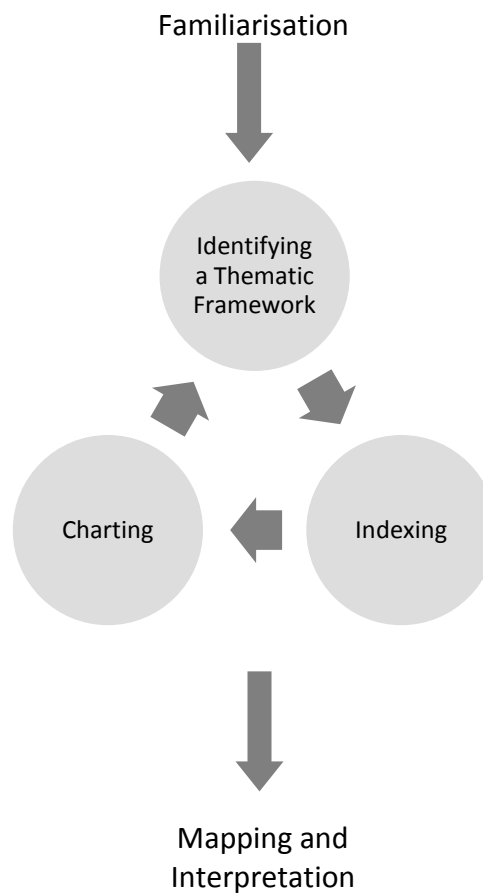 Familiarisation
Identifying
a Thematic
Framework
Charting
Indexing
Mapping and
Interpretation